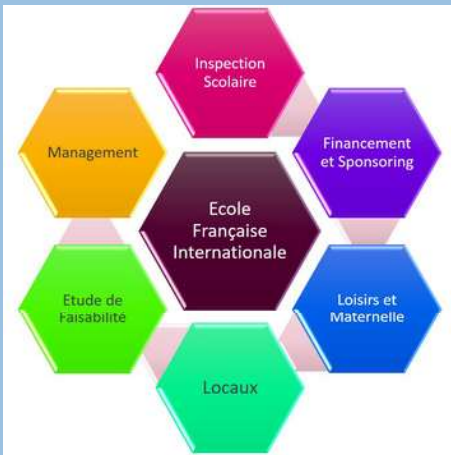 Inspection
Scolaire
Financement
et Sponsoring
Management
Ecole
Française
Internationale
Etude de
Faisabilité
Loisirs et
Maternelle
Locaux